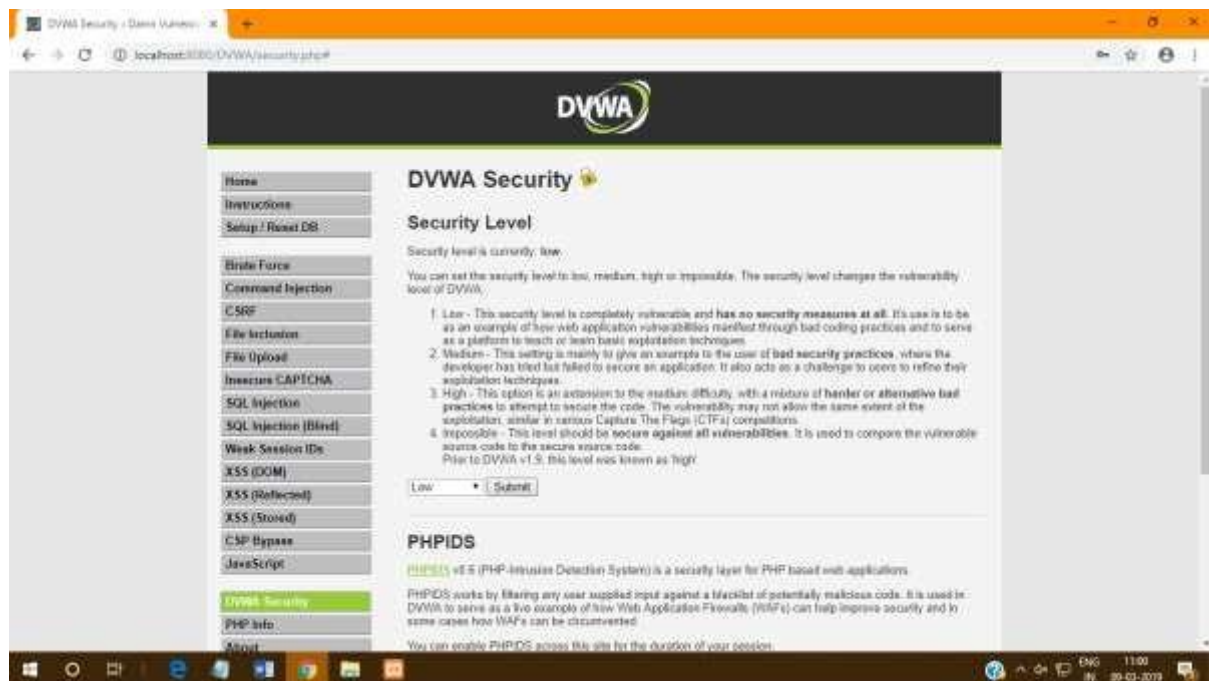 DVWA Security :: Damn Vulnera
localhost:8080/DVWA/security.php#
DVWA
Home
Instructions
Setup / Reset DB
Brute Force
Command Injection
CSRF
File Inclusion
File Upload
Insecure CAPTCHA
SQL Injection
SQL Injection (Blind)
Weak Session IDs
XSS (DOM)
XSS (Reflected)
XSS (Stored)
CSP Bypass
JavaScript
DVWA Security
PHP Info
About
DVWA Security
Security Level
Security level is currently: low.
You can set the security level to low, medium, high or impossible. The security level changes the vulnerability
level of DVWA:
1. Low - This security level is completely vulnerable and has no security measures at all. It's use is to be
as an example of how web application vulnerabilities manifest through bad coding practices and to serve
as a platform to teach or learn basic exploitation techniques.
2. Medium - This setting is mainly to give an example to the user of bad security practices, where the
developer has tried but failed to secure an application. It also acts as a challenge to users to refine their
exploitation techniques.
3. High - This option is an extension to the medium difficulty, with a mixture of harder or alternative bad
practices to attempt to secure the code. The vulnerability may not allow the same extent of the
exploitation, similar in various Capture The Flags (CTFs) competitions.
4. Impossible - This level should be secure against all vulnerabilities. It is used to compare the vulnerable
source code to the secure source code.
Prior to DVWA v1.9, this level was known as 'high'.
Low Submit
PHPIDS
PHPIDS v0.6 (PHP-Intrusion Detection System) is a security layer for PHP based web applications.
PHPIDS works by filtering any user supplied input against a blacklist of potentially malicious code. It is used in
DVWA to serve as a live example of how Web Application Firewalls (WAFs) can help improve security and in
some cases how WAFs can be circumvented.
You can enable PHPIDS across this site for the duration of your session.
ENG
IN
11:00
09-03-2019